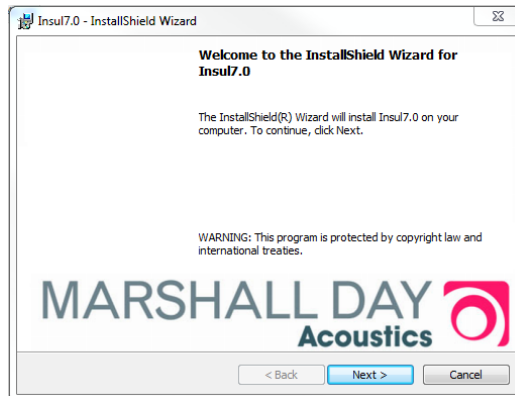 Insul7.0 - InstallShield Wizard
Welcome to the InstallShield Wizard for
Insul7.0
The InstallShield(R) Wizard will install Insul7.0 on your
computer. To continue, click Next.
WARNING: This program is protected by copyright law and
international treaties.
MARSHALL DAY
Acoustics
< Back
Next >
Cancel